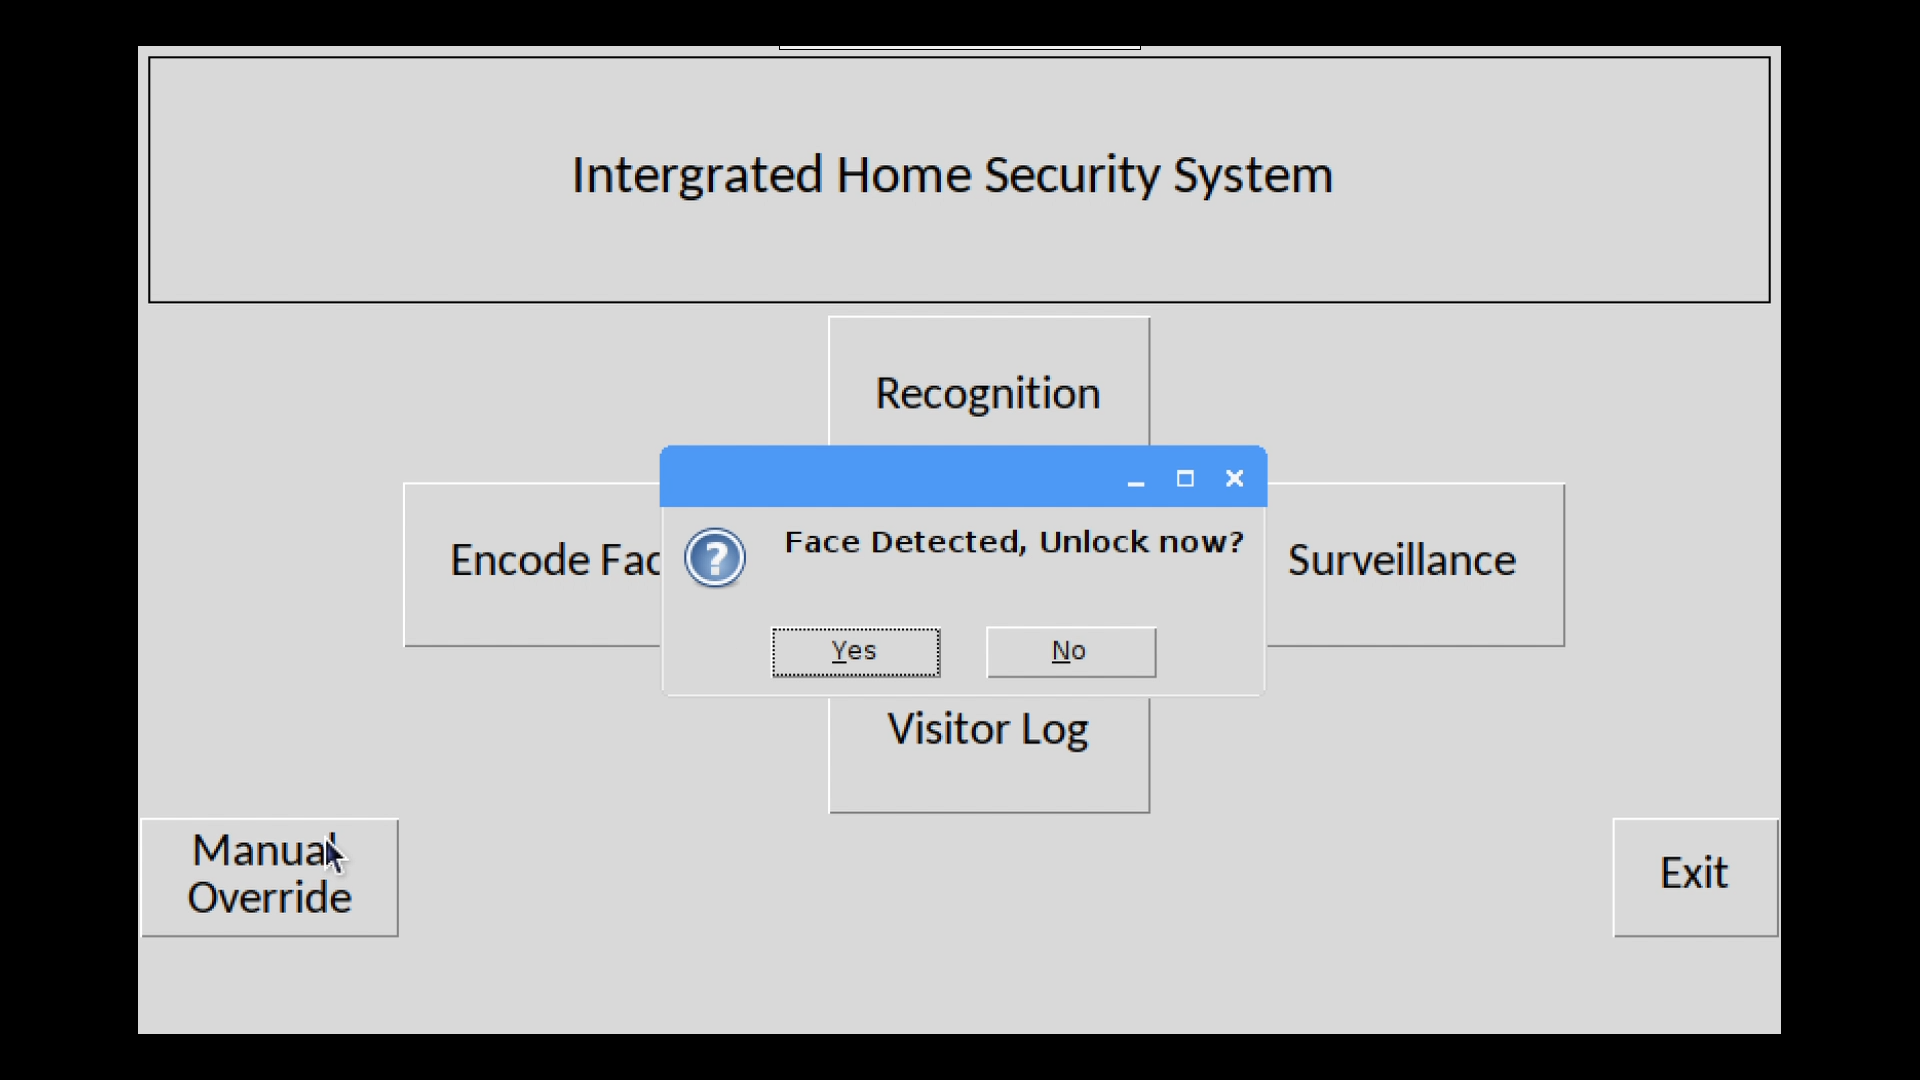 Intergrated Home Security System
Recognition
Face Detected, Unlock now?
Encode Fac
Surveillance
Yes
No
Visitor Log
Manual
Override
Exit